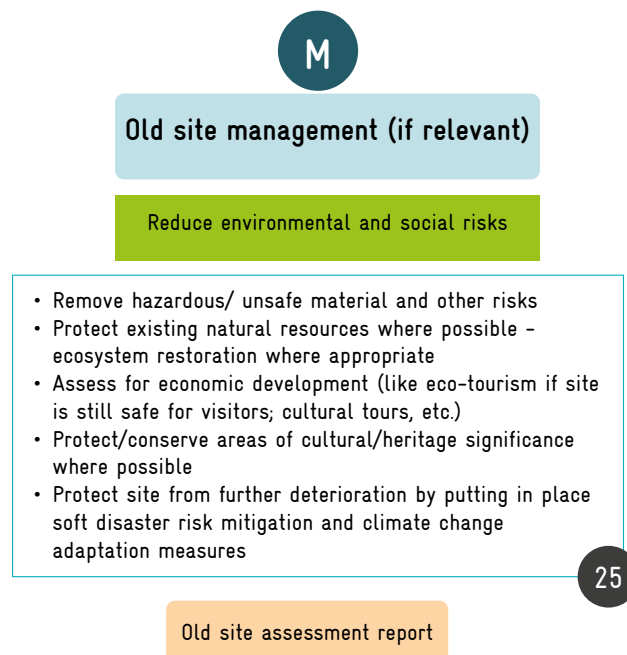 M
Old site management (if relevant)
Reduce environmental and social risks
• Remove hazardous/ unsafe material and other risks
• Protect existing natural resources where possible -
ecosystem restoration where appropriate
• Assess for economic development (like eco-tourism if site
is still safe for visitors; cultural tours, etc.)
• Protect/conserve areas of cultural/heritage significance
where possible
• Protect site from further deterioration by putting in place
soft disaster risk mitigation and climate change
adaptation measures
25
Old site assessment report